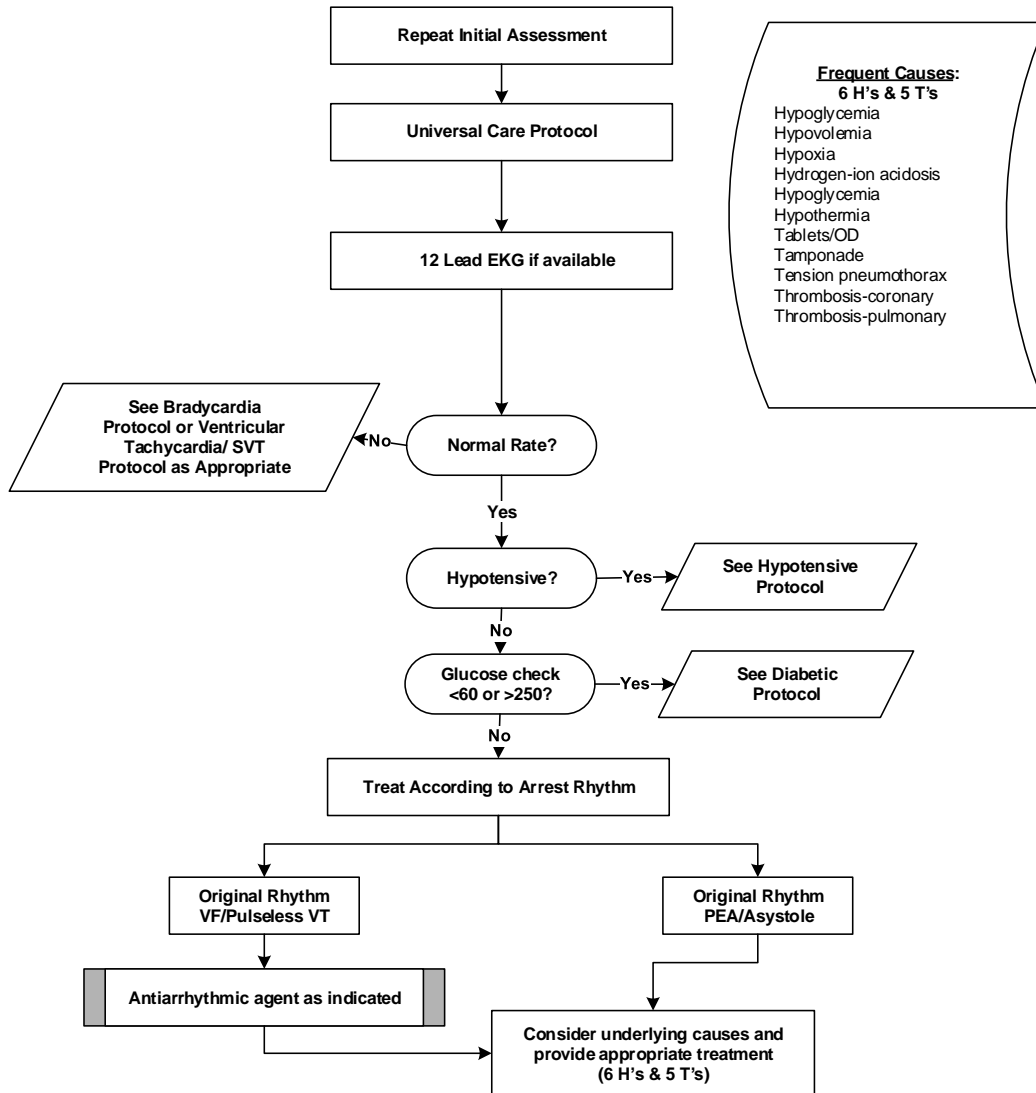 Repeat Initial Assessment
Frequent Causes:
6 H’s & 5 T’s
Hypoglycemia
Hypovolemia
Hypoxia
Hydrogen-ion acidosis
Hypoglycemia
Hypothermia
Tablets/OD
Tamponade
Tension pneumothorax
Thrombosis-coronary
Thrombosis-pulmonary
Universal Care Protocol
12 Lead EKG if available
Normal Rate?
No
See Bradycardia
Protocol or Ventricular
Tachycardia/ SVT
Protocol as Appropriate
Yes
Hypotensive?
Yes
See Hypotensive
Protocol
No
Glucose check
<60 or >250?
Yes
See Diabetic
Protocol
No
Treat According to Arrest Rhythm
Original Rhythm
VF/Pulseless VT
Original Rhythm
PEA/Asystole
Antiarrhythmic agent as indicated
Consider underlying causes and
provide appropriate treatment
(6 H’s & 5 T’s)